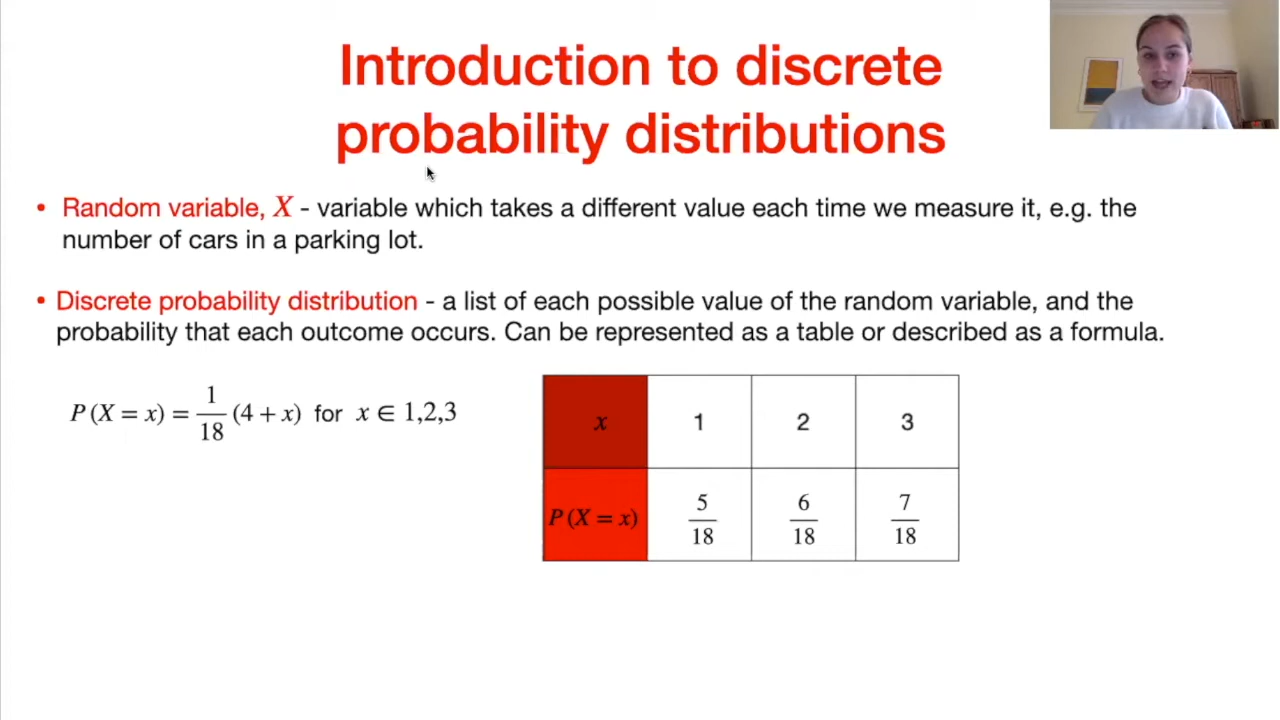 Introduction to discrete
probability distributions
• Random variable, X - variable which takes a different value each time we measure it, e.g. the
number of cars in a parking lot.
• Discrete probability distribution - a list of each possible value of the random variable, and the
probability that each outcome occurs. Can be represented as a table or described as a formula.
P(X = x) = 1/18 (4 + x) for x ∈ 1,2,3
x 1 2 3
P(X = x) 5/18 6/18 7/18